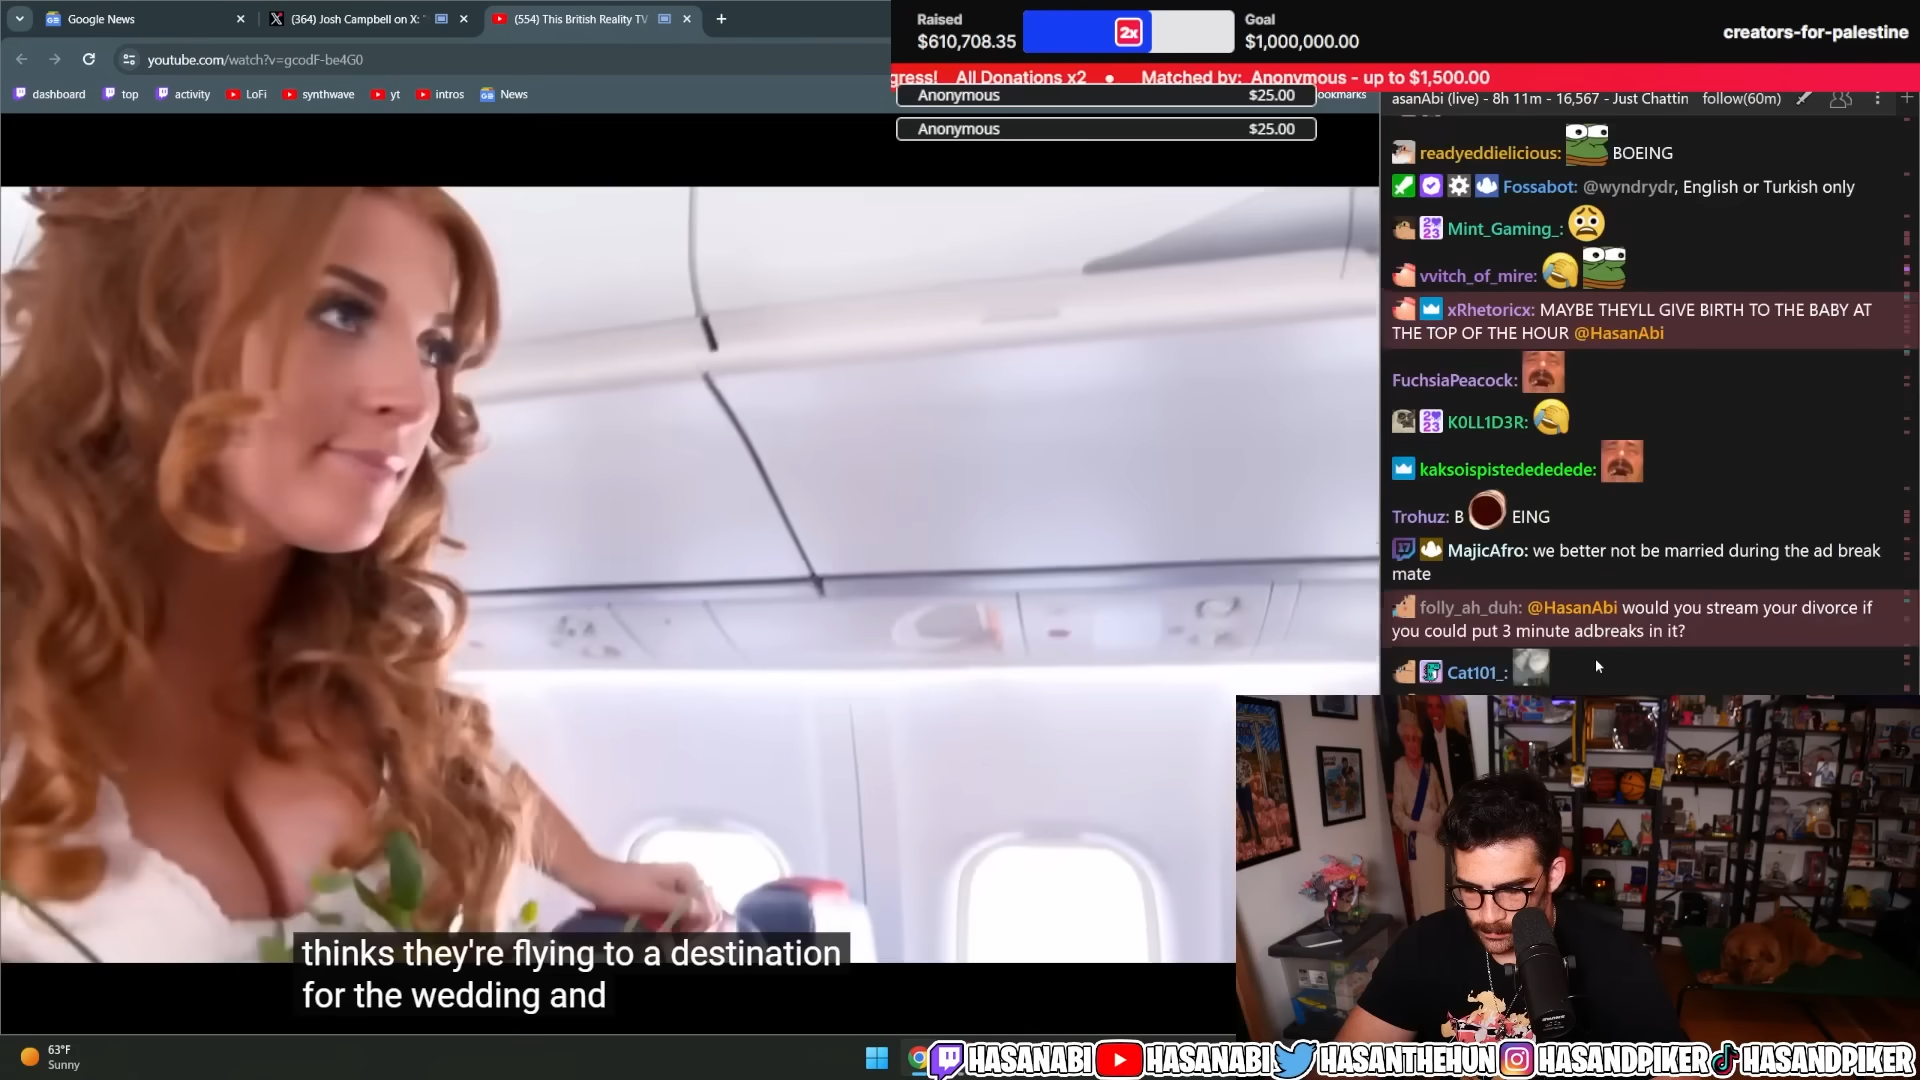 Google News
(364) Josh Campbell on X: "
(554) This British Reality TV
youtube.com/watch?v=gcodF-be4G0
dashboard
top
activity
LoFi
synthwave
yt
intros
News
Raised
$610,708.35
2x
Goal
$1,000,000.00
creators-for-palestine
gress! All Donations x2 • Matched by: Anonymous - up to $1,500.00
Anonymous $25.00
ookmarks
Anonymous $25.00
asanAbi (live) - 8h 11m - 16,567 - Just Chattin follow(60m)
readyeddielicious: BOEING
Fossabot: @wyndrydr, English or Turkish only
Mint_Gaming_:
vvitch_of_mire:
xRhetoricx: MAYBE THEYLL GIVE BIRTH TO THE BABY AT
THE TOP OF THE HOUR @HasanAbi
FuchsiaPeacock:
K0LL1D3R:
kaksoispistedededede:
Trohuz: B EING
MajicAfro: we better not be married during the ad break
mate
folly_ah_duh: @HasanAbi would you stream your divorce if
you could put 3 minute adbreaks in it?
Cat101_:
thinks they're flying to a destination
for the wedding and
63°F
Sunny
HASANABI HASANABI HASANTHEHUN HASANDPIKER HASANDPIKER